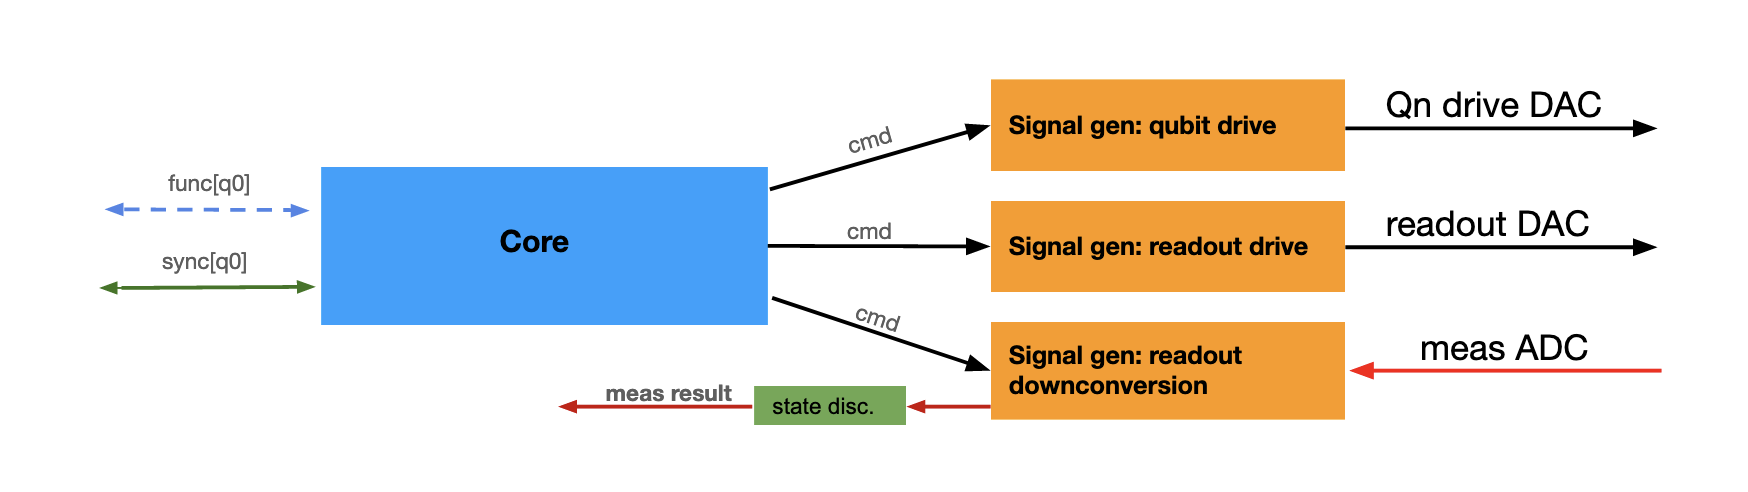 Qn drive DAC
Signal gen: qubit drive
cmd
func[q0]
readout DAC
cmd
Core
Signal gen: readout drive
sync[q0]
cmd
meas ADC
Signal gen: readout
downconversion
meas result
state disc.